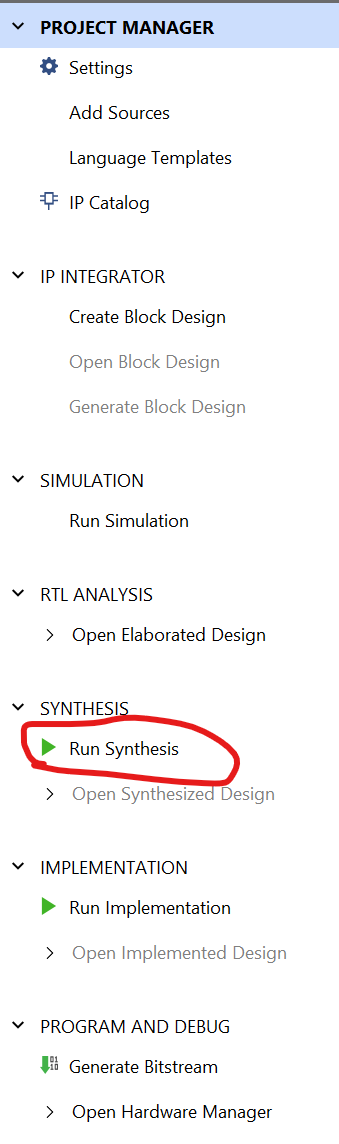 PROJECT MANAGER
Settings
Add Sources
Language Templates
IP Catalog
IP INTEGRATOR
Create Block Design
Open Block Design
Generate Block Design
SIMULATION
Run Simulation
RTL ANALYSIS
Open Elaborated Design
SYNTHESIS
Run Synthesis
Open Synthesized Design
IMPLEMENTATION
Run Implementation
Open Implemented Design
PROGRAM AND DEBUG
Generate Bitstream
Open Hardware Manager